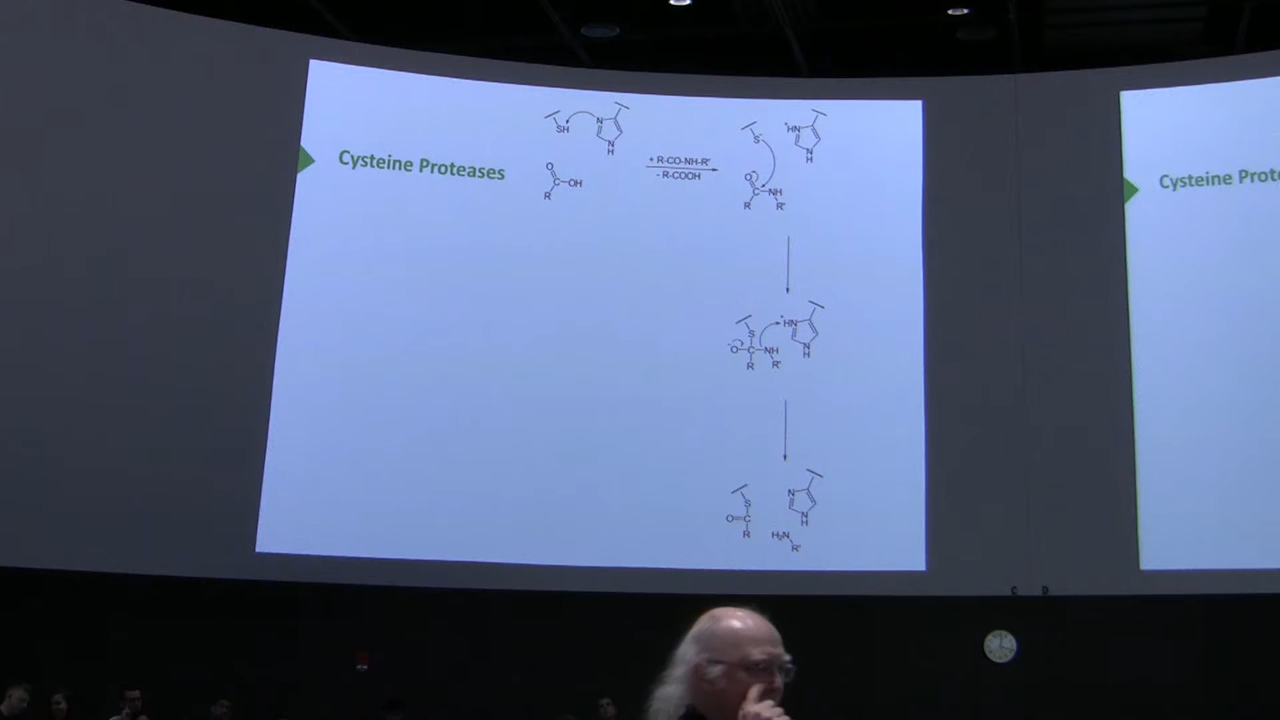 Cysteine Proteases
SH
N
N
H
O
C—OH
R
+ R-CO-NH-R'
- R-COOH
S-
+HN
N
H
O
C—NH
R R'
S
-O—C—NH
R R'
+HN
N
H
S
O=C
R
N
N
H
H2N
R'
Cysteine Prote
C D